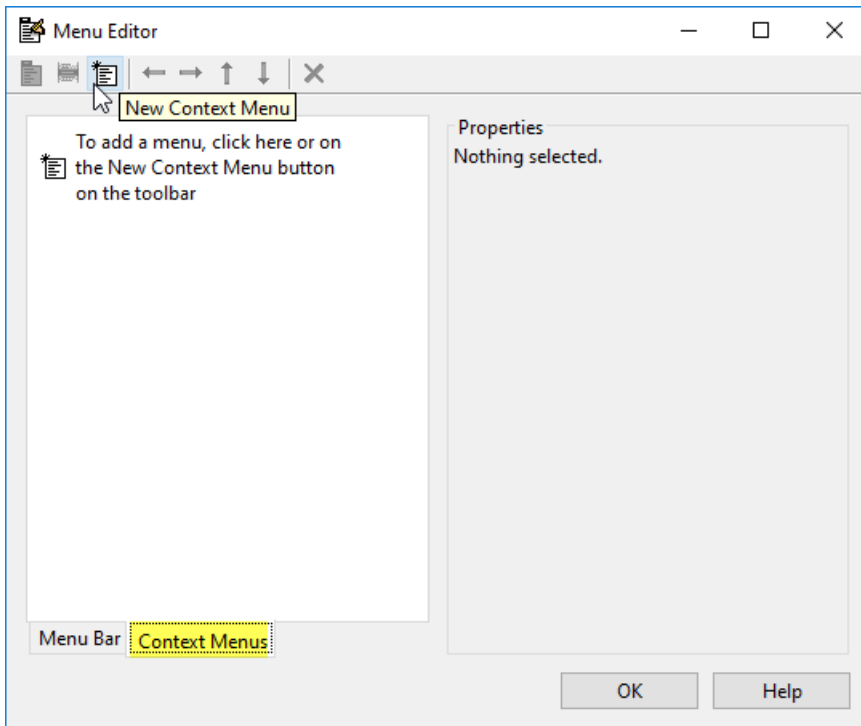 Menu Editor
New Context Menu
To add a menu, click here or on
the New Context Menu button
on the toolbar
Properties
Nothing selected.
Menu Bar
Context Menus
OK
Help